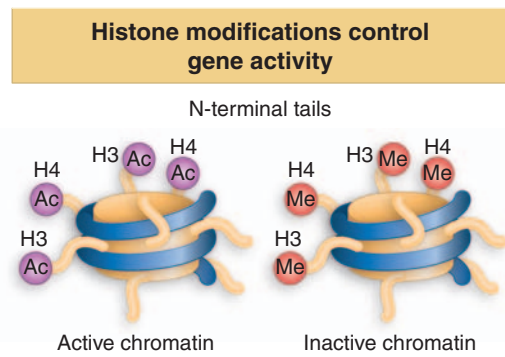 Histone modifications control
gene activity
N-terminal tails
H3 Ac H4 Ac
H4 Ac
H3 Ac
H3 Me H4 Me
H4 Me
H3 Me
Active chromatin
Inactive chromatin